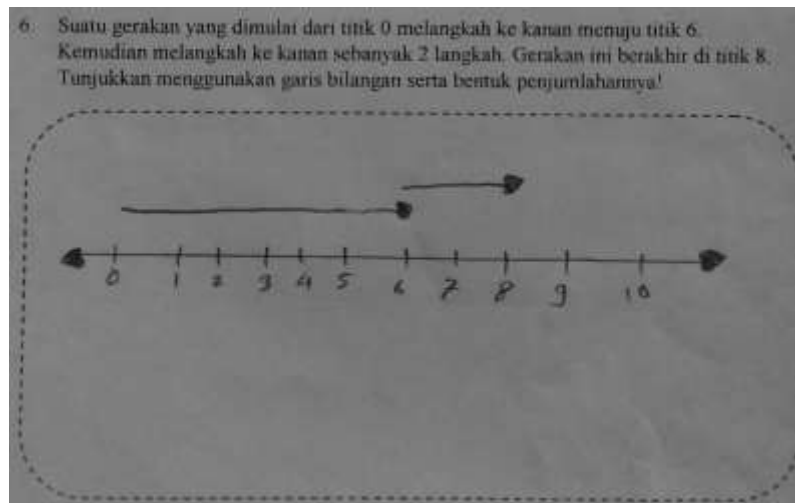 6. Suatu gerakan yang dimulai dari titik 0 melangkah ke kanan menuju titik 6.
Kemudian melangkah ke kanan sebanyak 2 langkah. Gerakan ini berakhir di titik 8.
Tunjukkan menggunakan garis bilangan serta bentuk penjumlahannya!
0 1 2 3 4 5 6 7 8 9 10